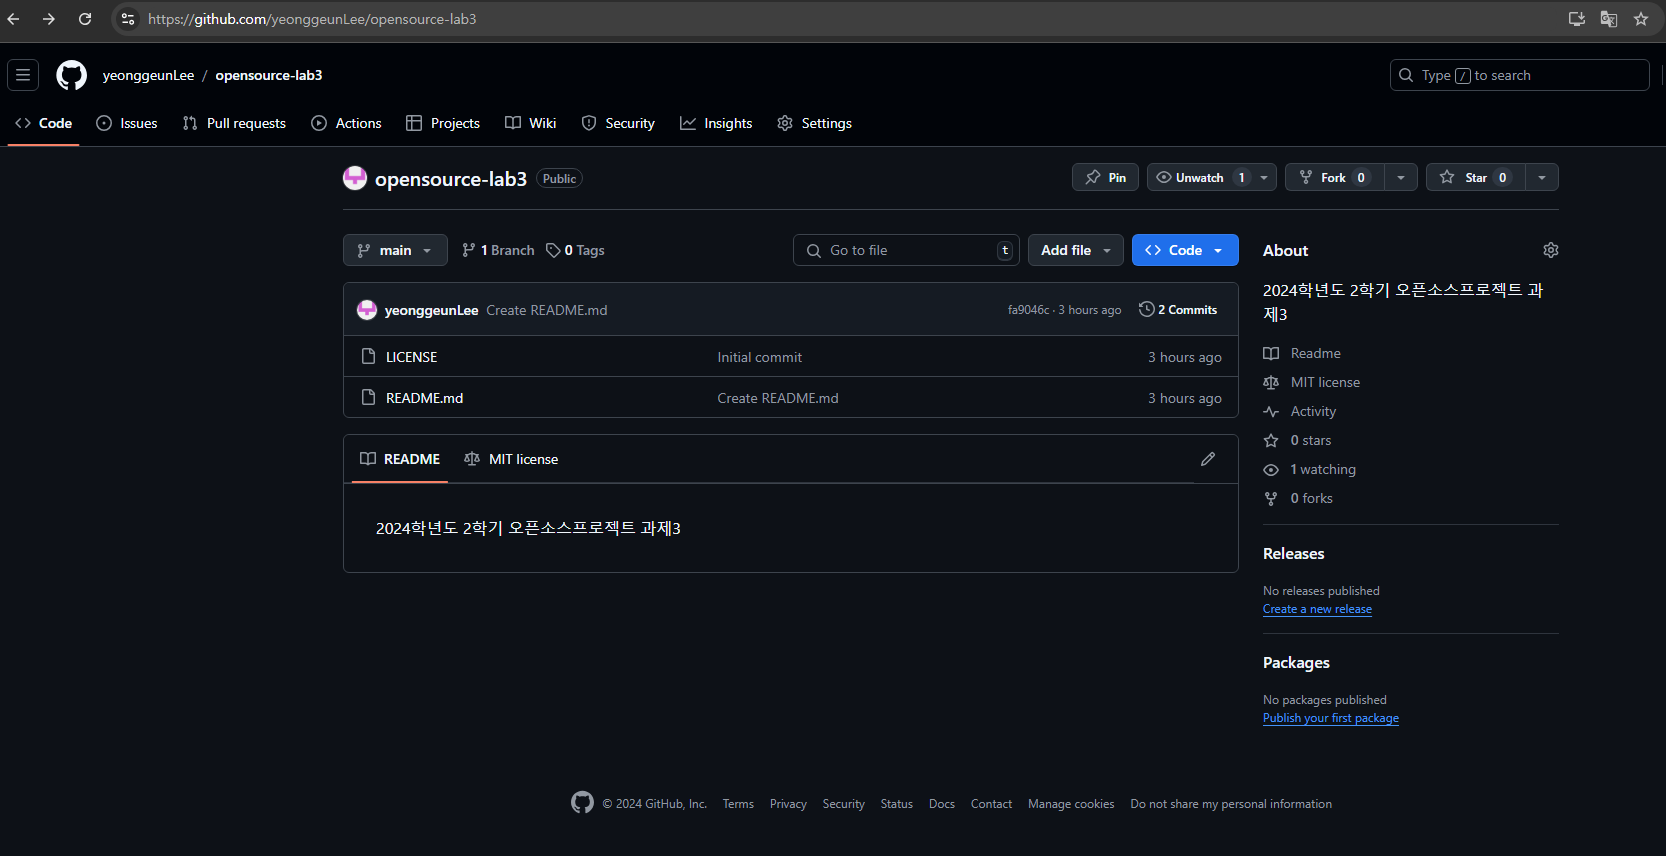 https://github.com/yeonggeunLee/opensource-lab3
yeonggeunLee / opensource-lab3
Type / to search
Code Issues Pull requests Actions Projects Wiki Security Insights Settings
opensource-lab3 Public
Pin Unwatch 1 Fork 0 Star 0
main 1 Branch 0 Tags Go to file t Add file Code
yeonggeunLee Create README.md fa9046c · 3 hours ago 2 Commits
LICENSE Initial commit 3 hours ago
README.md Create README.md 3 hours ago
README MIT license
2024학년도 2학기 오픈소스프로젝트 과제3
About
2024학년도 2학기 오픈소스프로젝트 과
제3
Readme
MIT license
Activity
0 stars
1 watching
0 forks
Releases
No releases published
Create a new release
Packages
No packages published
Publish your first package
© 2024 GitHub, Inc. Terms Privacy Security Status Docs Contact Manage cookies Do not share my personal information